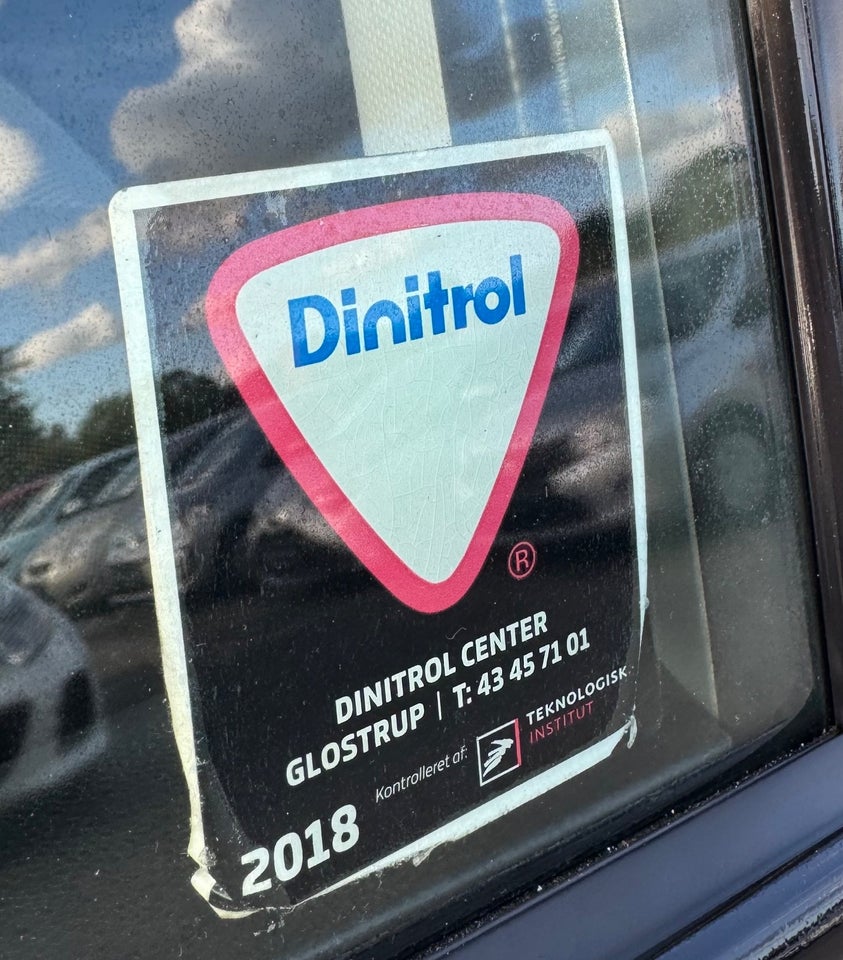 Dinitrol
®
DINITROL CENTER
GLOSTRUP | T: 43 45 71 01
Kontrolleret af:
TEKNOLOGISK
INSTITUT
2018